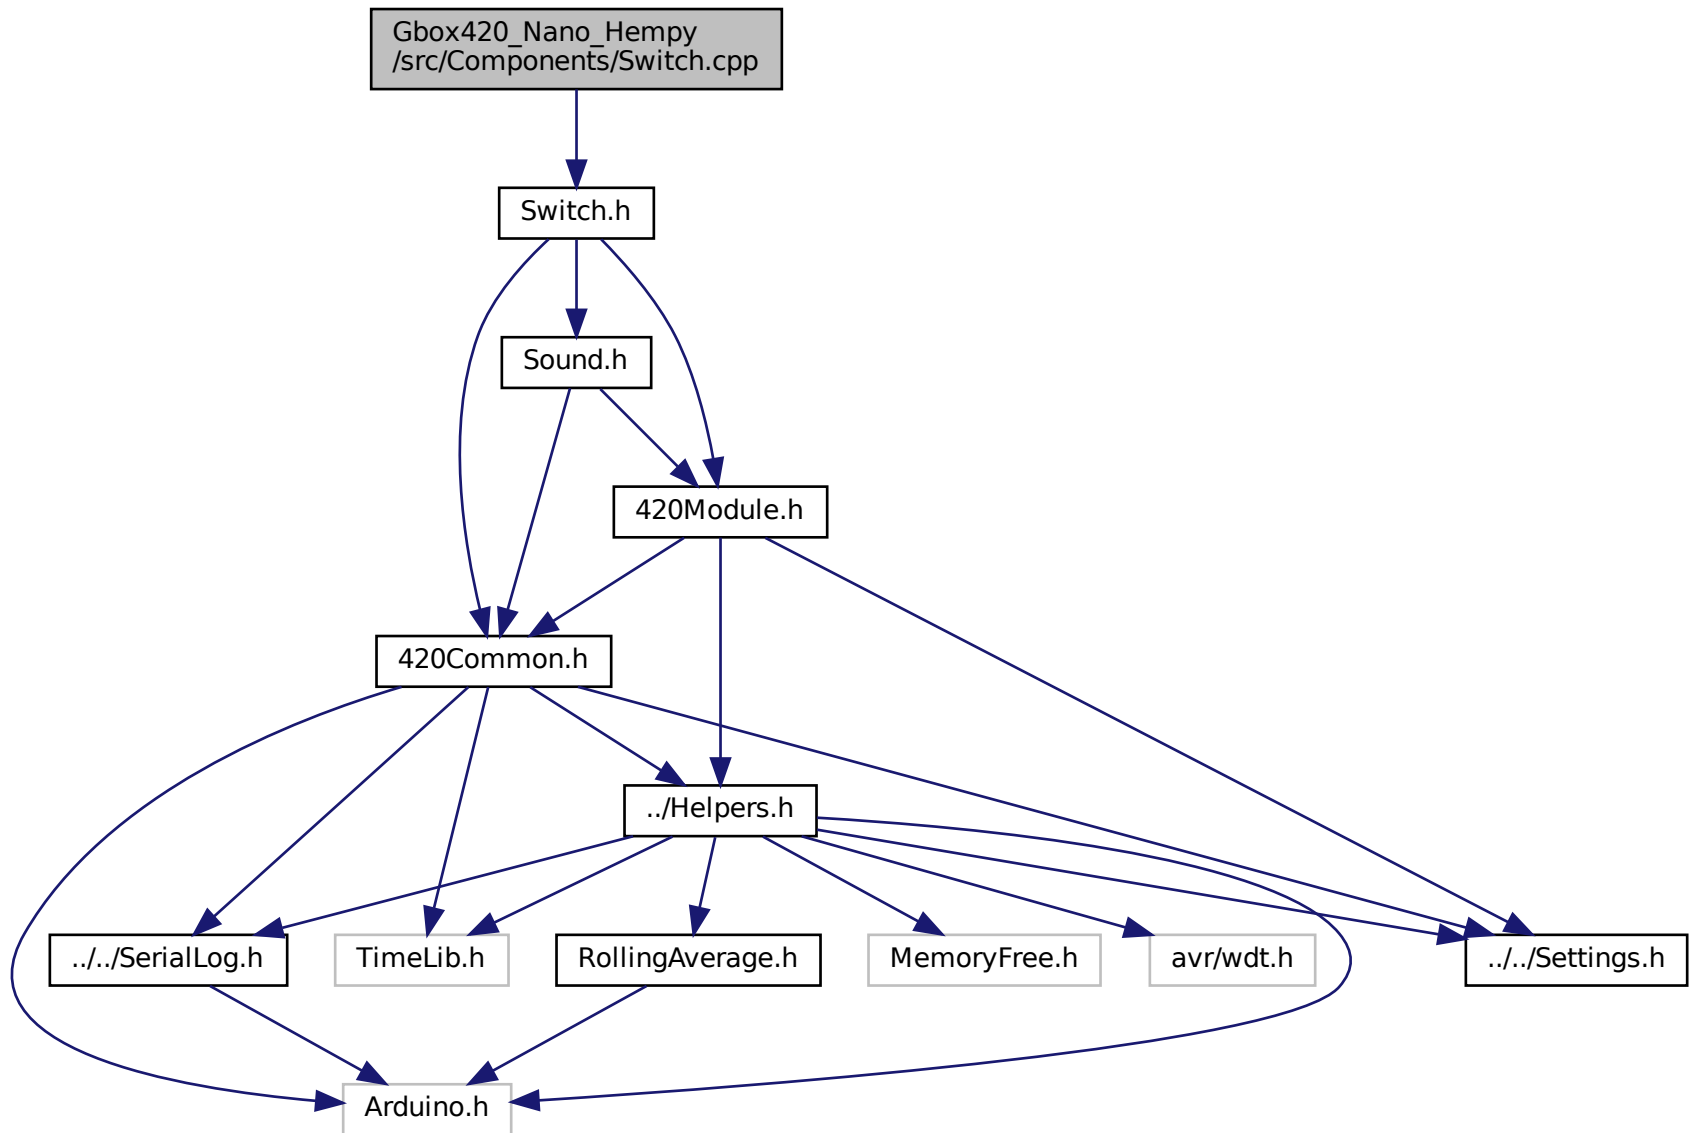 Gbox420_Nano_Hempy
/src/Components/Switch.cpp
Switch.h
Sound.h
420Module.h
420Common.h
../Helpers.h
../../SerialLog.h
TimeLib.h
RollingAverage.h
MemoryFree.h
avr/wdt.h
../../Settings.h
Arduino.h